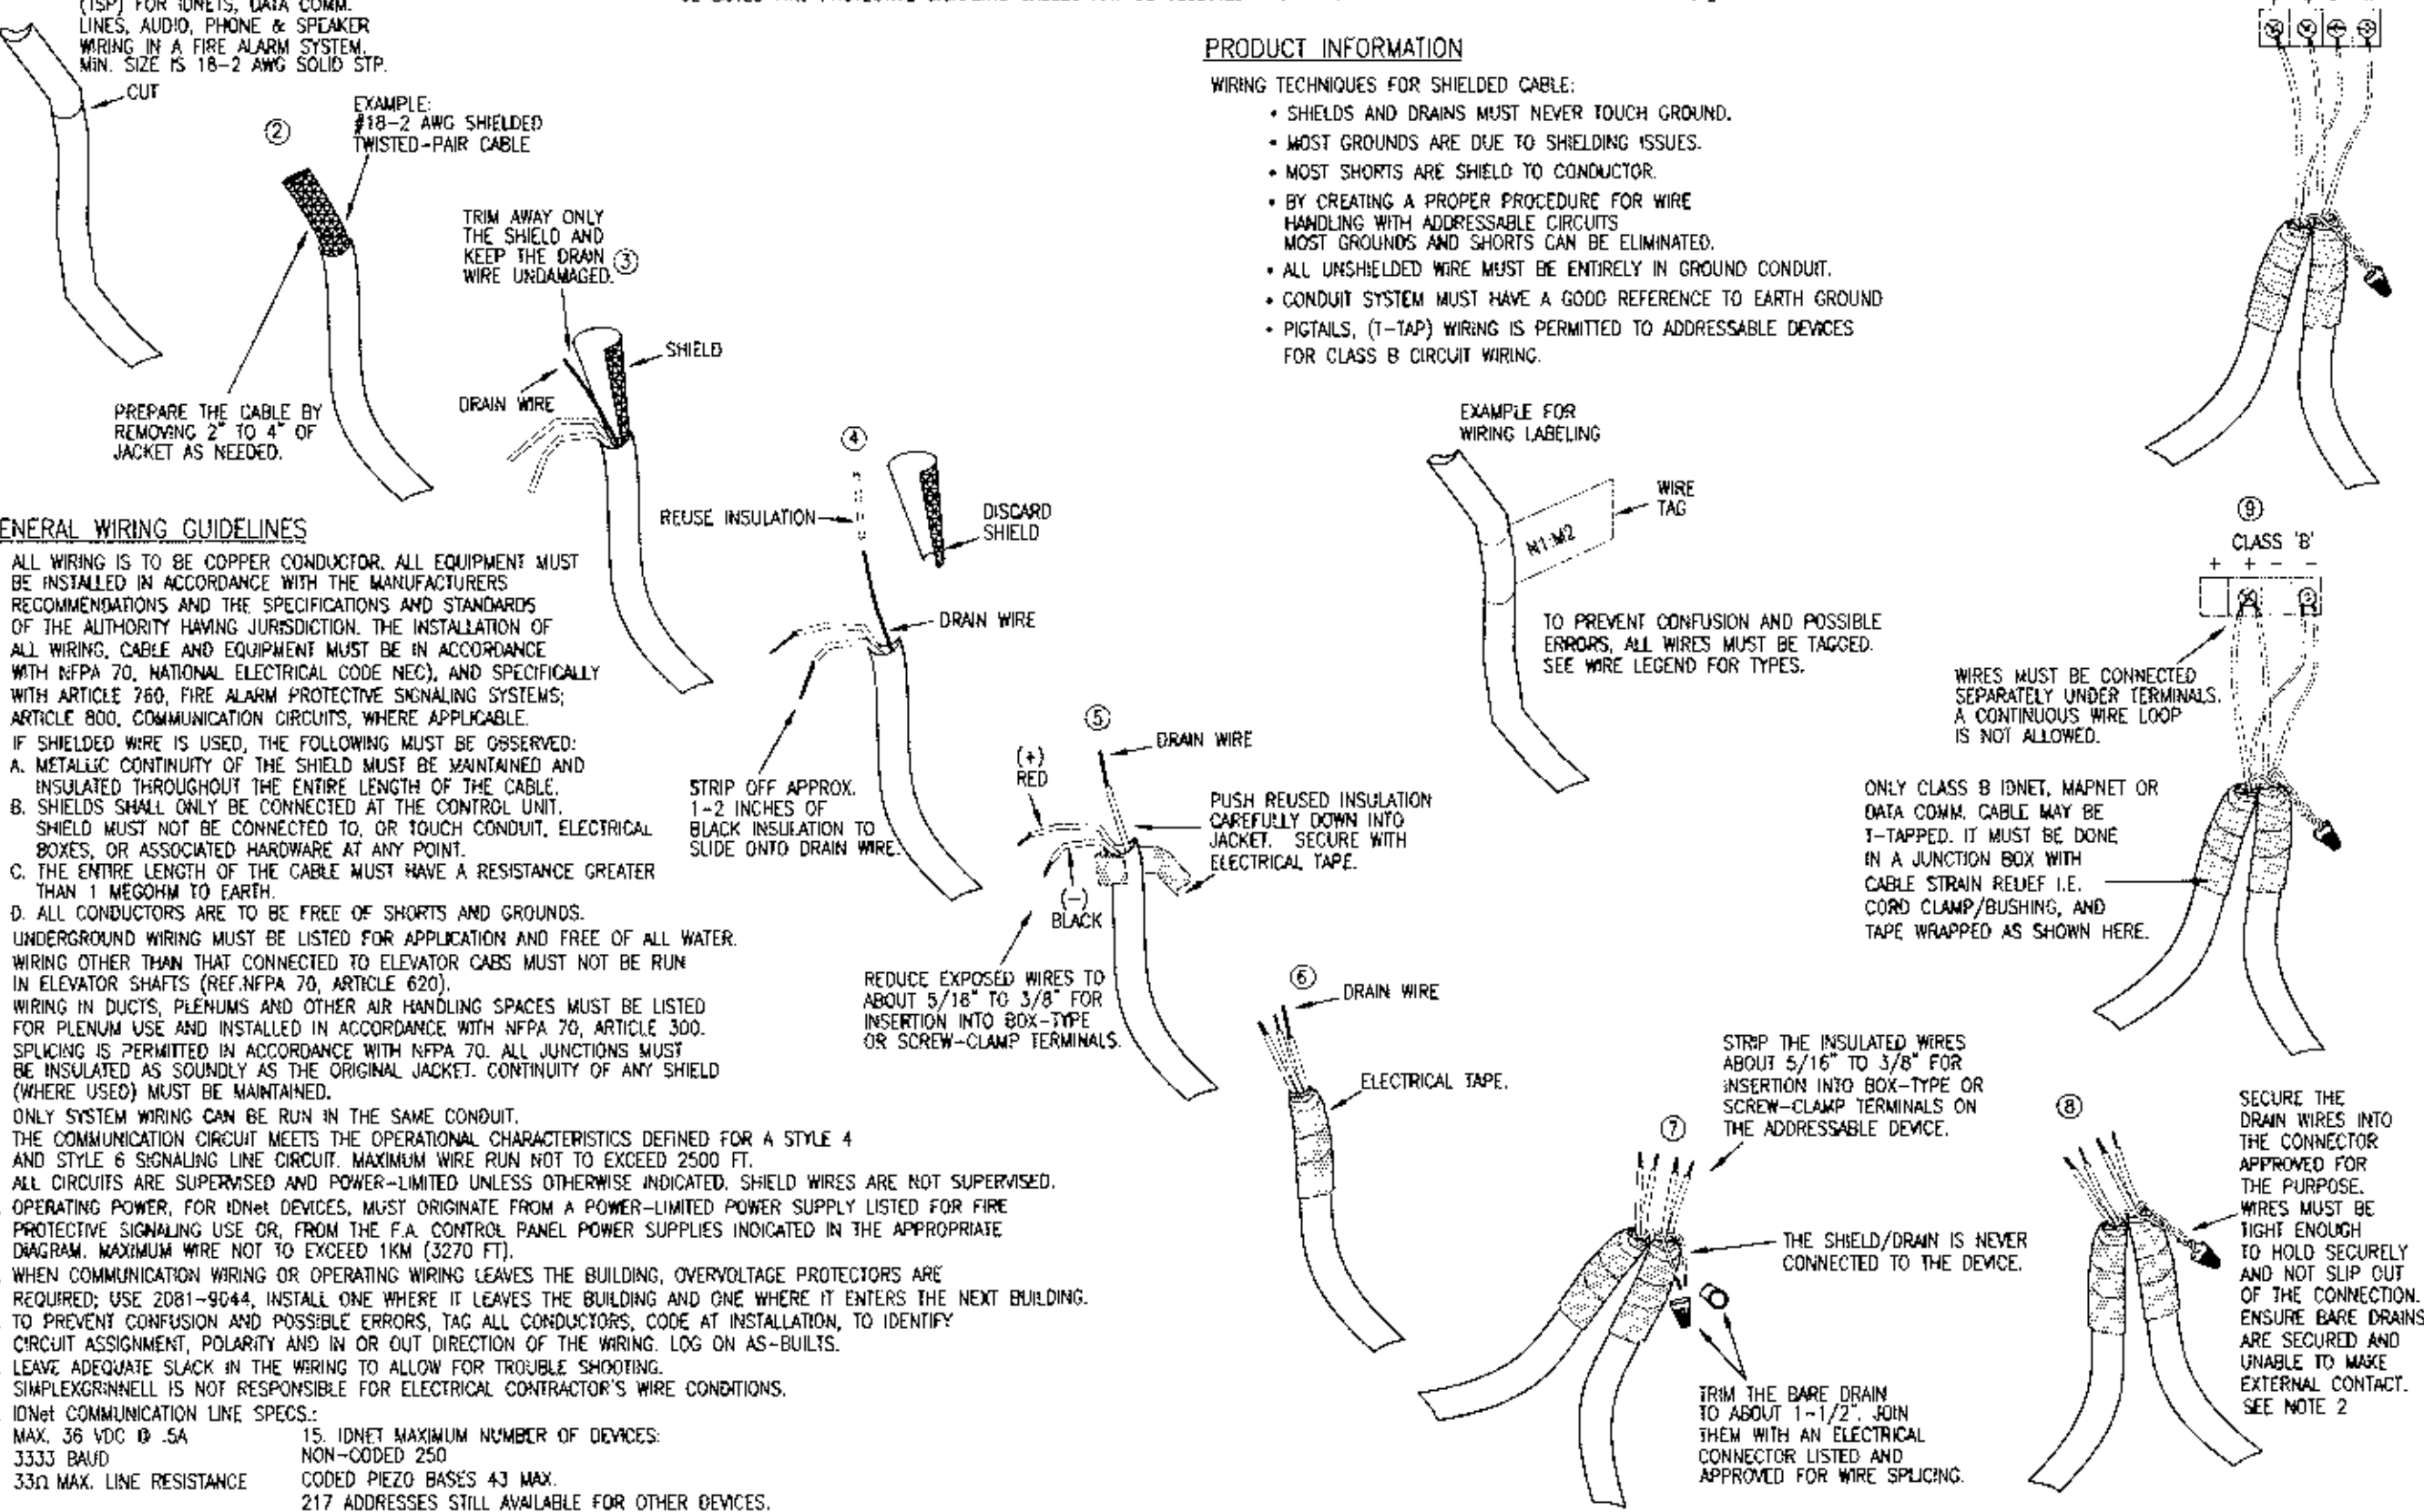 (TSP) FOR IDNETS, DATA COMM.
LINES, AUDIO, PHONE & SPEAKER
WIRING IN A FIRE ALARM SYSTEM.
MIN. SIZE IS 18-2 AWG SOLID STP.
CUT
②
EXAMPLE:
#18-2 AWG SHIELDED
TWISTED-PAIR CABLE
PREPARE THE CABLE BY
REMOVING 2" TO 4" OF
JACKET AS NEEDED.
TRIM AWAY ONLY
THE SHIELD AND
KEEP THE DRAIN ③
WIRE UNDAMAGED.
SHIELD
DRAIN WIRE
④
REUSE INSULATION
DISCARD
SHIELD
DRAIN WIRE
STRIP OFF APPROX.
1-2 INCHES OF
BLACK INSULATION TO
SLIDE ONTO DRAIN WIRE.
⑤
DRAIN WIRE
(+)
RED
(-)
BLACK
PUSH REUSED INSULATION
CAREFULLY DOWN INTO
JACKET. SECURE WITH
ELECTRICAL TAPE.
REDUCE EXPOSED WIRES TO
ABOUT 5/16" TO 3/8" FOR
INSERTION INTO BOX-TYPE
OR SCREW-CLAMP TERMINALS.
⑥
DRAIN WIRE
ELECTRICAL TAPE.
⑦
STRIP THE INSULATED WIRES
ABOUT 5/16" TO 3/8" FOR
INSERTION INTO BOX-TYPE OR
SCREW-CLAMP TERMINALS ON
THE ADDRESSABLE DEVICE.
THE SHIELD/DRAIN IS NEVER
CONNECTED TO THE DEVICE.
TRIM THE BARE DRAIN
TO ABOUT 1-1/2". JOIN
THEM WITH AN ELECTRICAL
CONNECTOR LISTED AND
APPROVED FOR WIRE SPLICING.
⑧
SECURE THE
DRAIN WIRES INTO
THE CONNECTOR
APPROVED FOR
THE PURPOSE.
WIRES MUST BE
TIGHT ENOUGH
TO HOLD SECURELY
AND NOT SLIP OUT
OF THE CONNECTION.
ENSURE BARE DRAINS
ARE SECURED AND
UNABLE TO MAKE
EXTERNAL CONTACT.
SEE NOTE 2
⑨
CLASS 'B'
+ + - -
WIRES MUST BE CONNECTED
SEPARATELY UNDER TERMINALS.
A CONTINUOUS WIRE LOOP
IS NOT ALLOWED.
ONLY CLASS B IDNET, MAPNET OR
DATA COMM. CABLE MAY BE
T-TAPPED. IT MUST BE DONE
IN A JUNCTION BOX WITH
CABLE STRAIN RELIEF I.E.
CORD CLAMP/BUSHING, AND
TAPE WRAPPED AS SHOWN HERE.
PRODUCT INFORMATION
WIRING TECHNIQUES FOR SHIELDED CABLE:
• SHIELDS AND DRAINS MUST NEVER TOUCH GROUND.
• MOST GROUNDS ARE DUE TO SHIELDING ISSUES.
• MOST SHORTS ARE SHIELD TO CONDUCTOR.
• BY CREATING A PROPER PROCEDURE FOR WIRE
HANDLING WITH ADDRESSABLE CIRCUITS
MOST GROUNDS AND SHORTS CAN BE ELIMINATED.
• ALL UNSHIELDED WIRE MUST BE ENTIRELY IN GROUND CONDUIT.
• CONDUIT SYSTEM MUST HAVE A GOOD REFERENCE TO EARTH GROUND
• PIGTAILS, (T-TAP) WIRING IS PERMITTED TO ADDRESSABLE DEVICES
FOR CLASS B CIRCUIT WIRING.
EXAMPLE FOR
WIRING LABELING
WIRE
TAG
N1-M2
TO PREVENT CONFUSION AND POSSIBLE
ERRORS, ALL WIRES MUST BE TAGGED.
SEE WIRE LEGEND FOR TYPES.
ENERAL WIRING GUIDELINES
ALL WIRING IS TO BE COPPER CONDUCTOR. ALL EQUIPMENT MUST
BE INSTALLED IN ACCORDANCE WITH THE MANUFACTURERS
RECOMMENDATIONS AND THE SPECIFICATIONS AND STANDARDS
OF THE AUTHORITY HAVING JURISDICTION. THE INSTALLATION OF
ALL WIRING, CABLE AND EQUIPMENT MUST BE IN ACCORDANCE
WITH NFPA 70, NATIONAL ELECTRICAL CODE NEC), AND SPECIFICALLY
WITH ARTICLE 760, FIRE ALARM PROTECTIVE SIGNALING SYSTEMS;
ARTICLE 800, COMMUNICATION CIRCUITS, WHERE APPLICABLE.
IF SHIELDED WIRE IS USED, THE FOLLOWING MUST BE OBSERVED:
A. METALLIC CONTINUITY OF THE SHIELD MUST BE MAINTAINED AND
INSULATED THROUGHOUT THE ENTIRE LENGTH OF THE CABLE.
B. SHIELDS SHALL ONLY BE CONNECTED AT THE CONTROL UNIT.
SHIELD MUST NOT BE CONNECTED TO, OR TOUCH CONDUIT, ELECTRICAL
BOXES, OR ASSOCIATED HARDWARE AT ANY POINT.
C. THE ENTIRE LENGTH OF THE CABLE MUST HAVE A RESISTANCE GREATER
THAN 1 MEGOHM TO EARTH.
D. ALL CONDUCTORS ARE TO BE FREE OF SHORTS AND GROUNDS.
UNDERGROUND WIRING MUST BE LISTED FOR APPLICATION AND FREE OF ALL WATER.
WIRING OTHER THAN THAT CONNECTED TO ELEVATOR CABS MUST NOT BE RUN
IN ELEVATOR SHAFTS (REF.NFPA 70, ARTICLE 620).
WIRING IN DUCTS, PLENUMS AND OTHER AIR HANDLING SPACES MUST BE LISTED
FOR PLENUM USE AND INSTALLED IN ACCORDANCE WITH NFPA 70, ARTICLE 300.
SPLICING IS PERMITTED IN ACCORDANCE WITH NFPA 70. ALL JUNCTIONS MUST
BE INSULATED AS SOUNDLY AS THE ORIGINAL JACKET. CONTINUITY OF ANY SHIELD
(WHERE USED) MUST BE MAINTAINED.
ONLY SYSTEM WIRING CAN BE RUN IN THE SAME CONDUIT.
THE COMMUNICATION CIRCUIT MEETS THE OPERATIONAL CHARACTERISTICS DEFINED FOR A STYLE 4
AND STYLE 6 SIGNALING LINE CIRCUIT. MAXIMUM WIRE RUN NOT TO EXCEED 2500 FT.
ALL CIRCUITS ARE SUPERVISED AND POWER-LIMITED UNLESS OTHERWISE INDICATED. SHIELD WIRES ARE NOT SUPERVISED.
OPERATING POWER, FOR IDNet DEVICES, MUST ORIGINATE FROM A POWER-LIMITED POWER SUPPLY LISTED FOR FIRE
PROTECTIVE SIGNALING USE OR, FROM THE F.A. CONTROL PANEL POWER SUPPLIES INDICATED IN THE APPROPRIATE
DIAGRAM. MAXIMUM WIRE NOT TO EXCEED 1KM (3270 FT).
WHEN COMMUNICATION WIRING OR OPERATING WIRING LEAVES THE BUILDING, OVERVOLTAGE PROTECTORS ARE
REQUIRED; USE 2081-9044, INSTALL ONE WHERE IT LEAVES THE BUILDING AND ONE WHERE IT ENTERS THE NEXT BUILDING.
TO PREVENT CONFUSION AND POSSIBLE ERRORS, TAG ALL CONDUCTORS, CODE AT INSTALLATION, TO IDENTIFY
CIRCUIT ASSIGNMENT, POLARITY AND IN OR OUT DIRECTION OF THE WIRING. LOG ON AS-BUILTS.
LEAVE ADEQUATE SLACK IN THE WIRING TO ALLOW FOR TROUBLE SHOOTING.
SIMPLEXGRINNELL IS NOT RESPONSIBLE FOR ELECTRICAL CONTRACTOR'S WIRE CONDITIONS.
IDNet COMMUNICATION LINE SPECS.:
MAX. 36 VDC @ .5A
3333 BAUD
33Ω MAX. LINE RESISTANCE
15. IDNET MAXIMUM NUMBER OF DEVICES:
NON-CODED 250
CODED PIEZO BASES 43 MAX.
217 ADDRESSES STILL AVAILABLE FOR OTHER DEVICES.